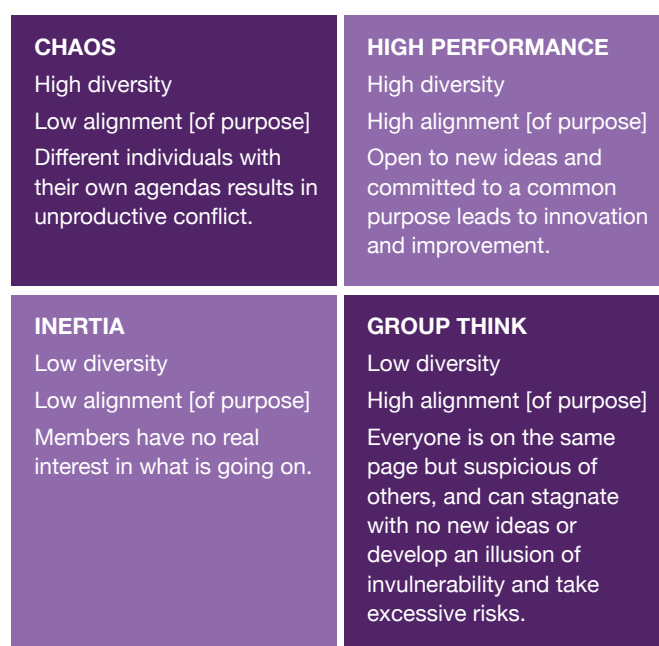 CHAOS
High diversity
Low alignment [of purpose]
Different individuals with
their own agendas results in
unproductive conflict.
HIGH PERFORMANCE
High diversity
High alignment [of purpose]
Open to new ideas and
committed to a common
purpose leads to innovation
and improvement.
INERTIA
Low diversity
Low alignment [of purpose]
Members have no real
interest in what is going on.
GROUP THINK
Low diversity
High alignment [of purpose]
Everyone is on the same
page but suspicious of
others, and can stagnate
with no new ideas or
develop an illusion of
invulnerability and take
excessive risks.